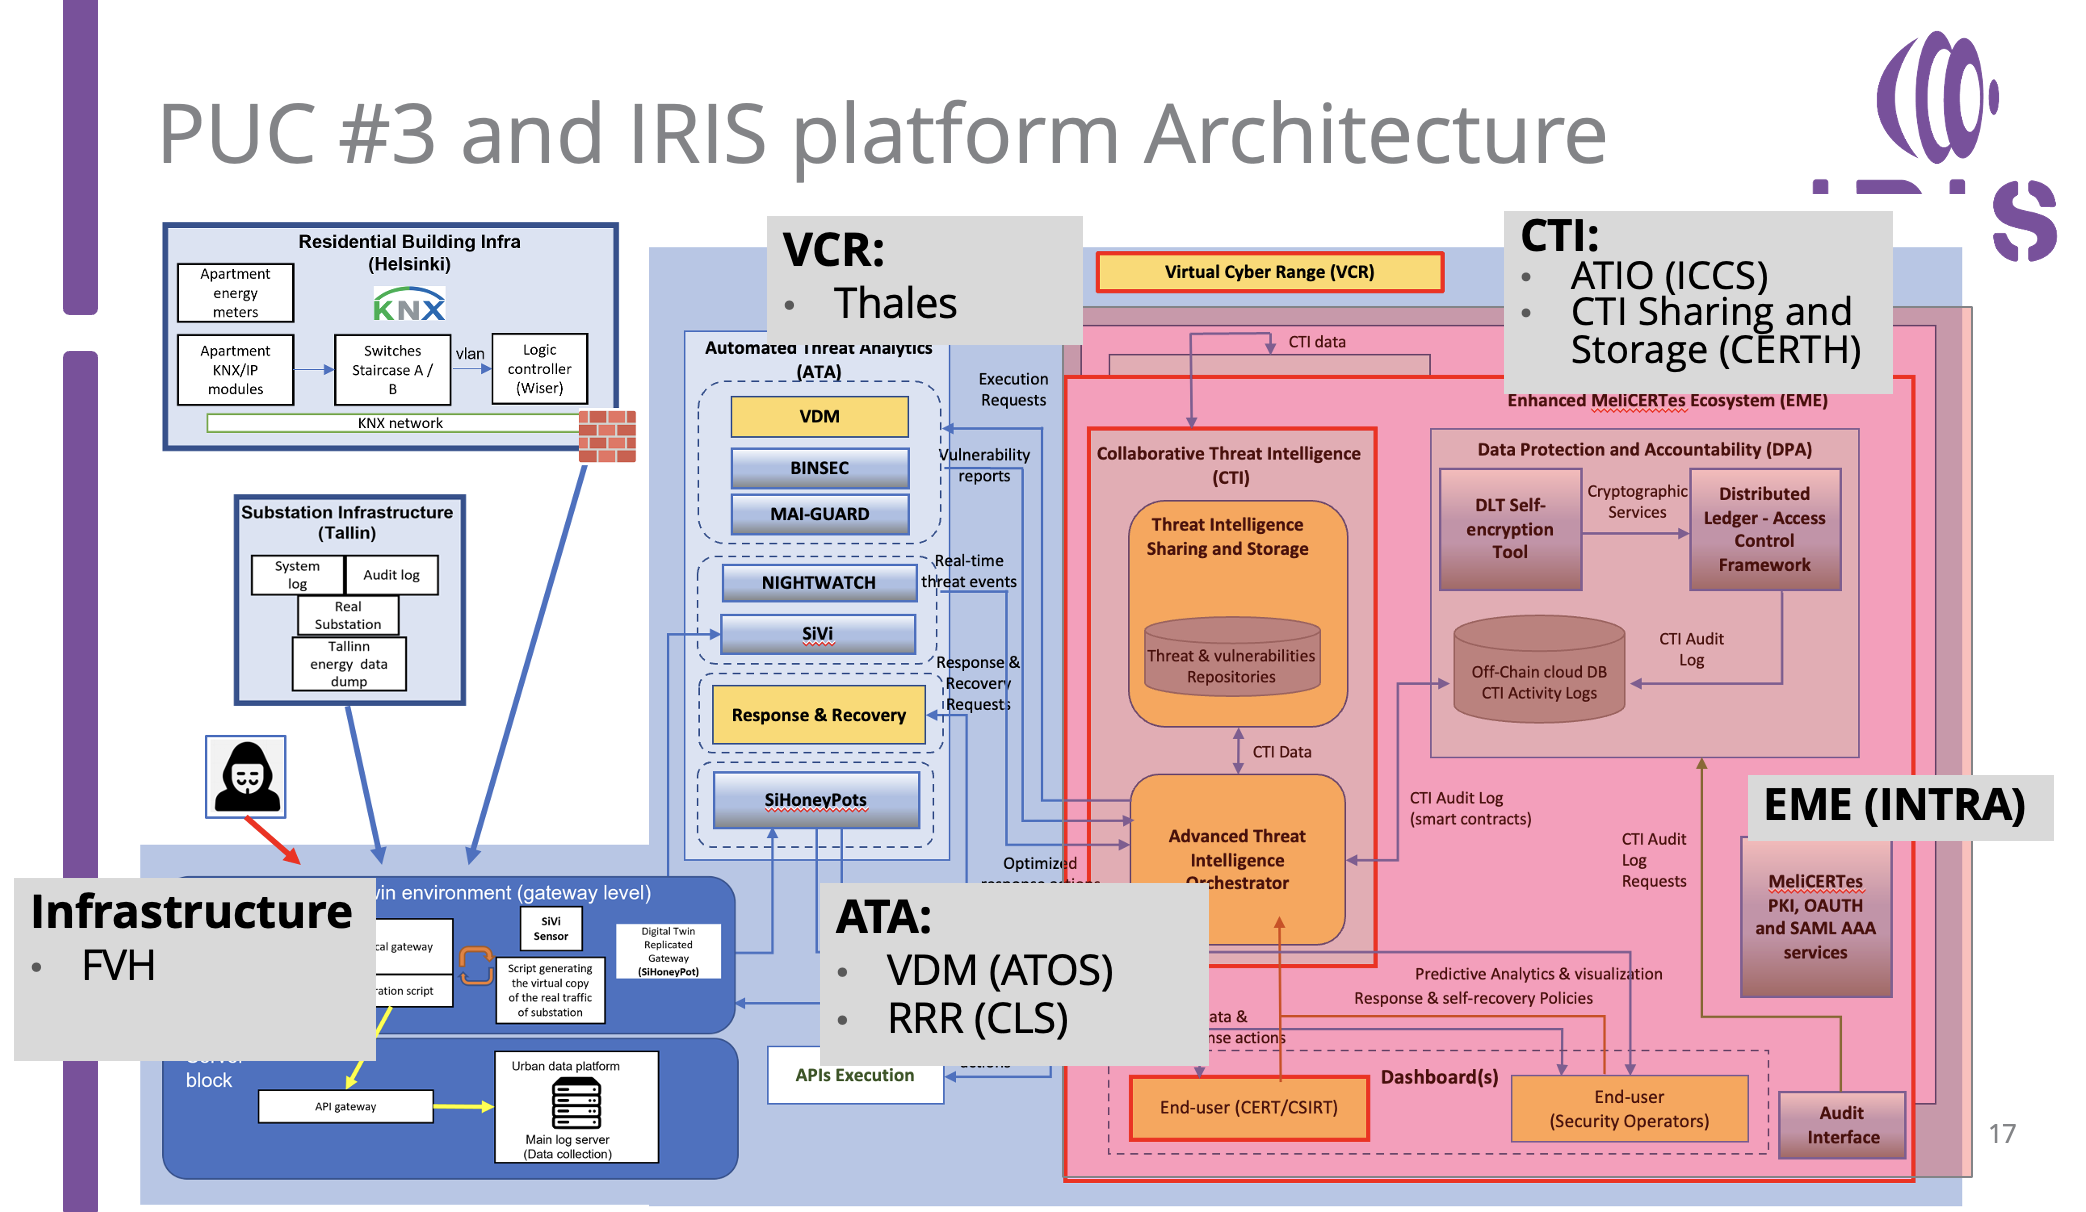 PUC #3 and IRIS platform Architecture
Residential Building Infra
(Helsinki)
Apartment
energy
meters
KNX
Apartment
KNX/IP
modules
Switches
Staircase A /
B
vlan
Logic
controller
(Wiser)
KNX network
Substation Infrastructure
(Tallin)
System
log
Audit log
Real
Substation
Tallinn
energy data
dump
VCR:
• Thales
Virtual Cyber Range (VCR)
CTI:
• ATIO (ICCS)
• CTI Sharing and
Storage (CERTH)
Automated Threat Analytics
(ATA)
VDM
BINSEC
MAI-GUARD
NIGHTWATCH
SiVi
Response & Recovery
SiHoneyPots
Execution
Requests
Vulnerability
reports
Real-time
threat events
Response &
Recovery
Requests
Optimized
CTI data
Enhanced MeliCERTes Ecosystem (EME)
Collaborative Threat Intelligence
(CTI)
Threat Intelligence
Sharing and Storage
Threat & vulnerabilities
Repositories
CTI Data
Advanced Threat
Intelligence
Orchestrator
Data Protection and Accountability (DPA)
DLT Self-
encryption
Tool
Cryptographic
Services
Distributed
Ledger - Access
Control
Framework
CTI Audit
Log
Off-Chain cloud DB
CTI Activity Logs
CTI Audit Log
(smart contracts)
CTI Audit
Log
Requests
EME (INTRA)
MeliCERTes
PKI, OAUTH
and SAML AAA
services
Infrastructure
• FVH
environment (gateway level)
gateway
script
SiVi
Sensor
Script generating
the virtual copy
of the real traffic
of substation
Digital Twin
Replicated
Gateway
(SiHoneyPot)
block
API gateway
Urban data platform
Main log server
(Data collection)
ATA:
• VDM (ATOS)
• RRR (CLS)
APIs Execution
Predictive Analytics & visualization
Response & self-recovery Policies
&
actions
Dashboard(s)
End-user (CERT/CSIRT)
End-user
(Security Operators)
Audit
Interface
17